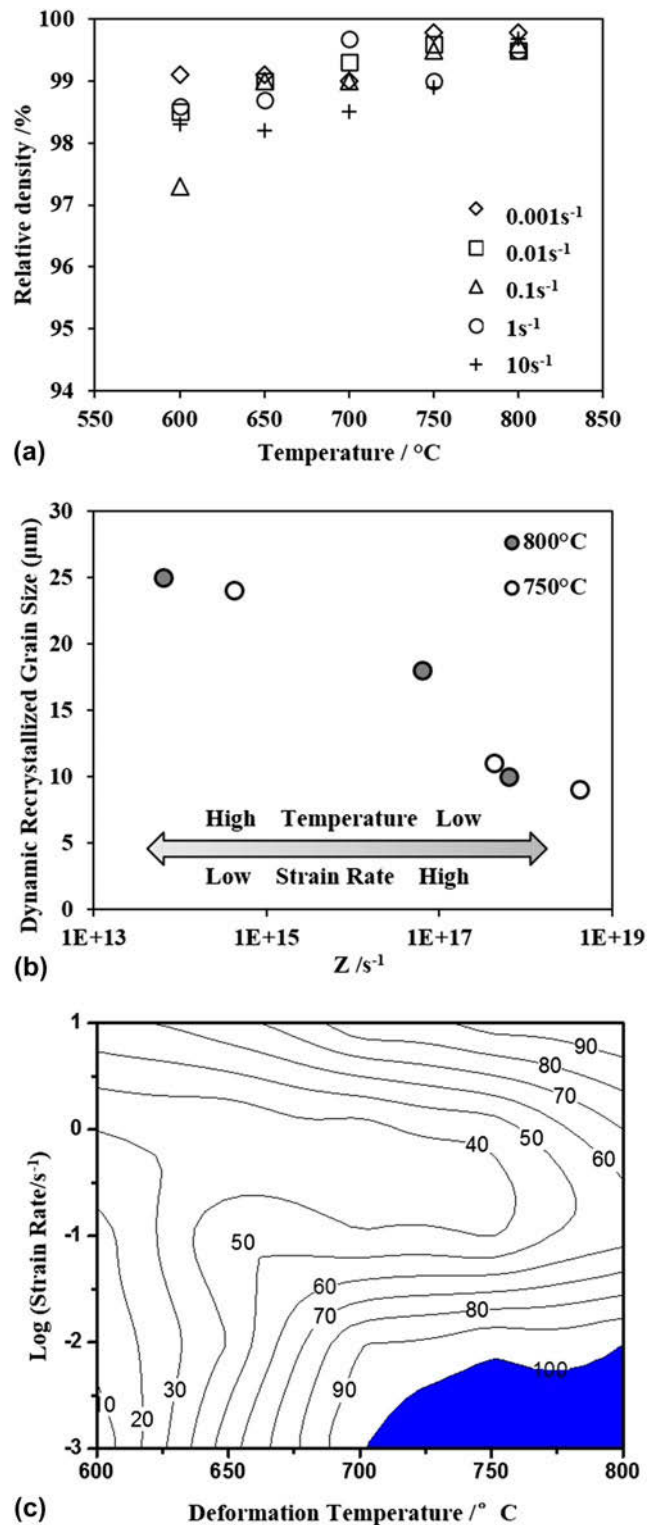 100
99
98
97
96
95
94
Relative density /%
0.001s⁻¹
0.01s⁻¹
0.1s⁻¹
1s⁻¹
10s⁻¹
550 600 650 700 750 800 850
Temperature / °C
(a)
30
25
20
15
10
5
0
Dynamic Recrystallized Grain Size (μm)
800°C
750°C
High Temperature Low
Low Strain Rate High
1E+13 1E+15 1E+17 1E+19
Z /s⁻¹
(b)
1
0
-1
-2
-3
Log (Strain Rate/s⁻¹)
90
80
70
60
50
40
50
60
70
80
90
100
30
20
10
600 650 700 750 800
Deformation Temperature /° C
(c)